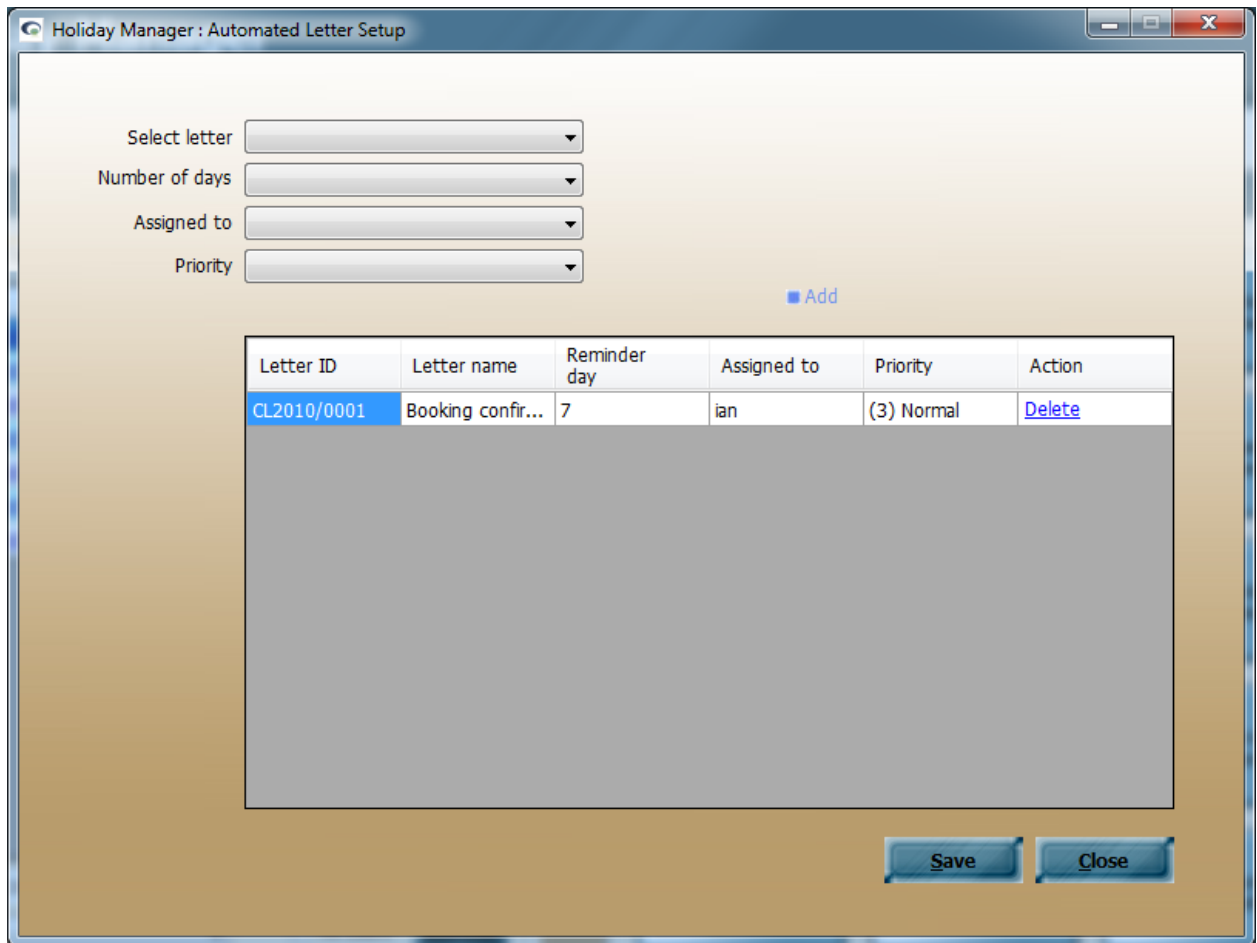 Holiday Manager : Automated Letter Setup
Select letter
Number of days
Assigned to
Priority
Add
Letter ID Letter name Reminder day Assigned to Priority Action
CL2010/0001 Booking confir... 7 ian (3) Normal Delete
Save Close